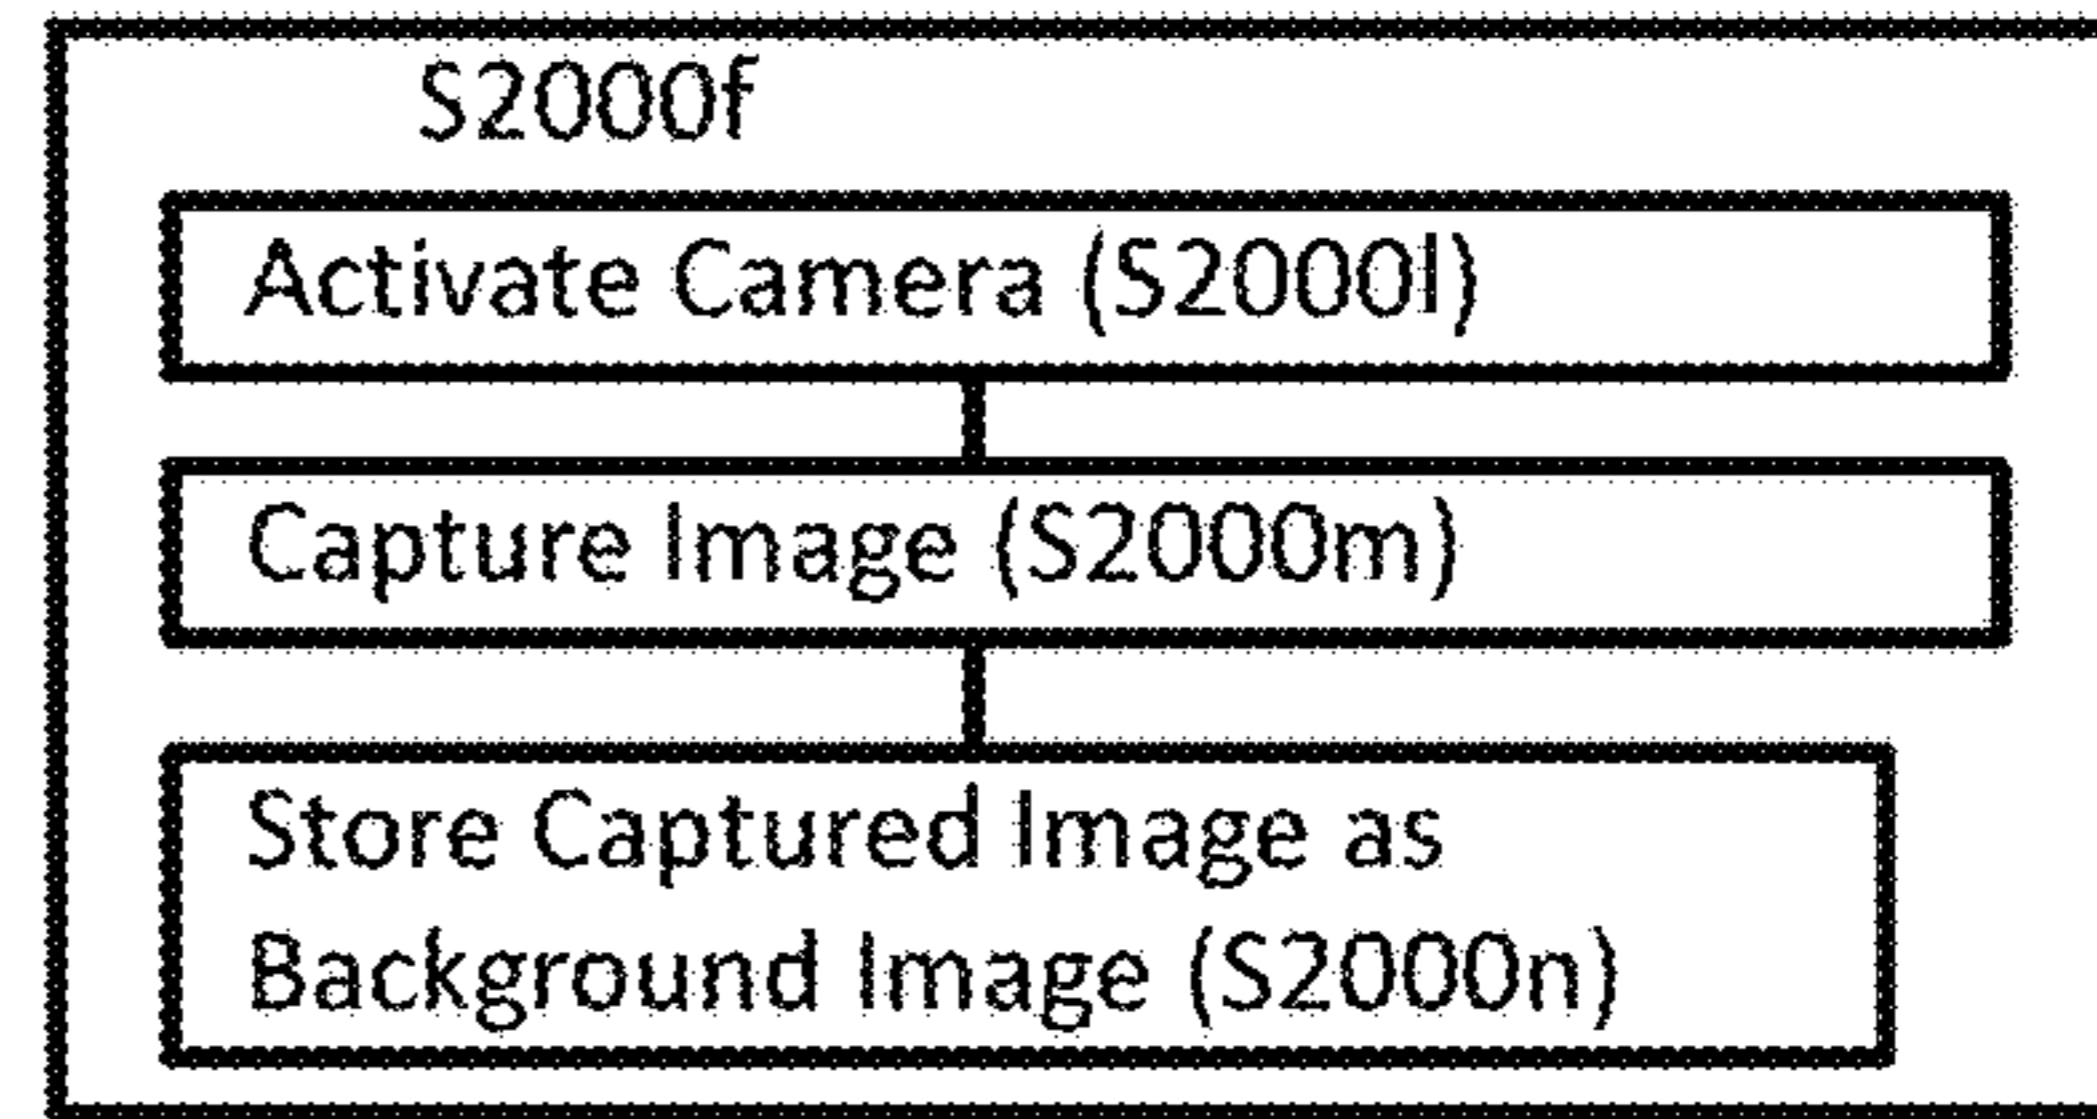 S2000f
Activate Camera (S2000l)
Capture Image (S2000m)
Store Captured Image as
Background Image (S2000n)